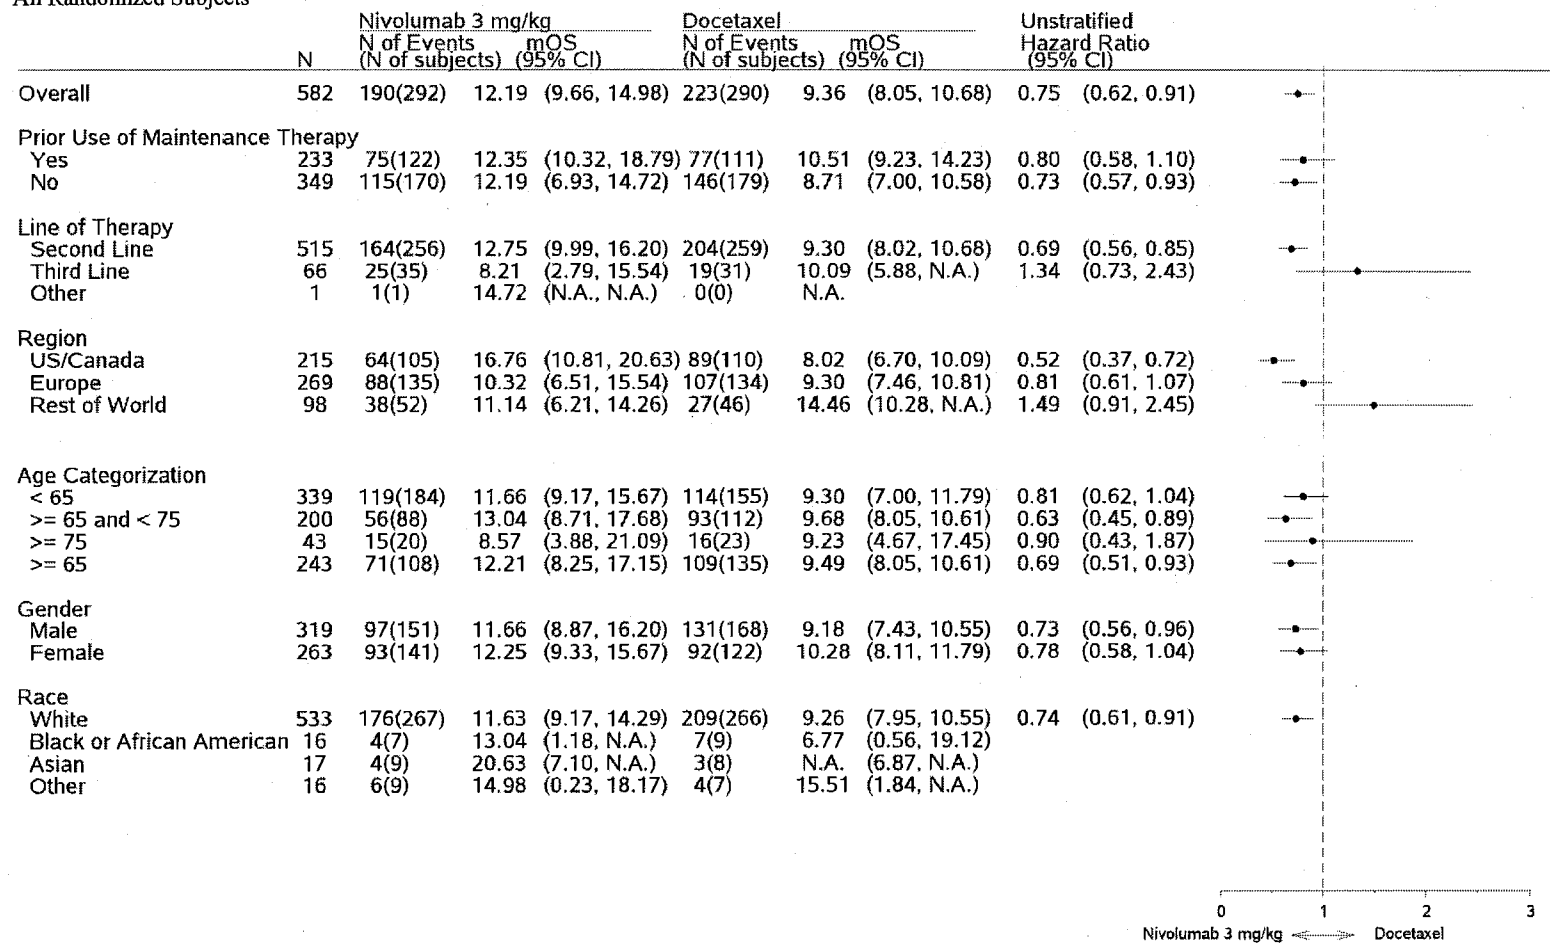 All Randomized Subjects
Nivolumab 3 mg/kg Docetaxel Unstratified
N of Events mOS N of Events mOS Hazard Ratio
N (N of subjects) (95% CI) (N of subjects) (95% CI) (95% CI)
Overall 582 190(292) 12.19 (9.66, 14.98) 223(290) 9.36 (8.05, 10.68) 0.75 (0.62, 0.91)
Prior Use of Maintenance Therapy
Yes 233 75(122) 12.35 (10.32, 18.79) 77(111) 10.51 (9.23, 14.23) 0.80 (0.58, 1.10)
No 349 115(170) 12.19 (6.93, 14.72) 146(179) 8.71 (7.00, 10.58) 0.73 (0.57, 0.93)
Line of Therapy
Second Line 515 164(256) 12.75 (9.99, 16.20) 204(259) 9.30 (8.02, 10.68) 0.69 (0.56, 0.85)
Third Line 66 25(35) 8.21 (2.79, 15.54) 19(31) 10.09 (5.88, N.A.) 1.34 (0.73, 2.43)
Other 1 1(1) 14.72 (N.A., N.A.) 0(0) N.A.
Region
US/Canada 215 64(105) 16.76 (10.81, 20.63) 89(110) 8.02 (6.70, 10.09) 0.52 (0.37, 0.72)
Europe 269 88(135) 10.32 (6.51, 15.54) 107(134) 9.30 (7.46, 10.81) 0.81 (0.61, 1.07)
Rest of World 98 38(52) 11.14 (6.21, 14.26) 27(46) 14.46 (10.28, N.A.) 1.49 (0.91, 2.45)
Age Categorization
< 65 339 119(184) 11.66 (9.17, 15.67) 114(155) 9.30 (7.00, 11.79) 0.81 (0.62, 1.04)
>= 65 and < 75 200 56(88) 13.04 (8.71, 17.68) 93(112) 9.68 (8.05, 10.61) 0.63 (0.45, 0.89)
>= 75 43 15(20) 8.57 (3.88, 21.09) 16(23) 9.23 (4.67, 17.45) 0.90 (0.43, 1.87)
>= 65 243 71(108) 12.21 (8.25, 17.15) 109(135) 9.49 (8.05, 10.61) 0.69 (0.51, 0.93)
Gender
Male 319 97(151) 11.66 (8.87, 16.20) 131(168) 9.18 (7.43, 10.55) 0.73 (0.56, 0.96)
Female 263 93(141) 12.25 (9.33, 15.67) 92(122) 10.28 (8.11, 11.79) 0.78 (0.58, 1.04)
Race
White 533 176(267) 11.63 (9.17, 14.29) 209(266) 9.26 (7.95, 10.55) 0.74 (0.61, 0.91)
Black or African American 16 4(7) 13.04 (1.18, N.A.) 7(9) 6.77 (0.56, 19.12)
Asian 17 4(9) 20.63 (7.10, N.A.) 3(8) N.A. (6.87, N.A.)
Other 16 6(9) 14.98 (0.23, 18.17) 4(7) 15.51 (1.84, N.A.)
0 1 2 3
Nivolumab 3 mg/kg Docetaxel